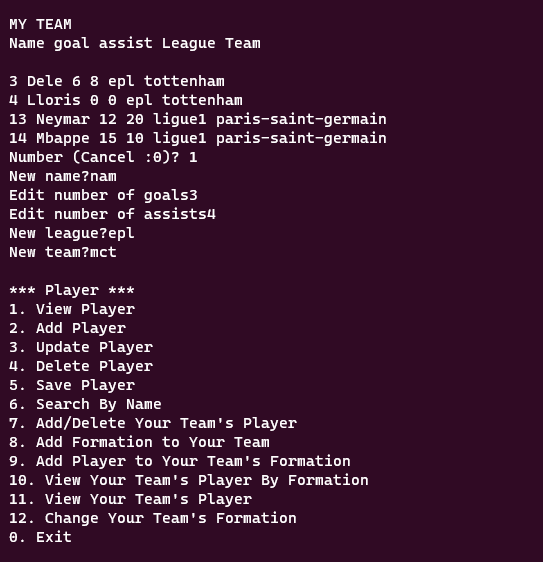 MY TEAM
Name goal assist League Team
3 Dele 6 8 epl tottenham
4 Lloris 0 0 epl tottenham
13 Neymar 12 20 ligue1 paris-saint-germain
14 Mbappe 15 10 ligue1 paris-saint-germain
Number (Cancel :0)? 1
New name?nam
Edit number of goals3
Edit number of assists4
New league?epl
New team?mct
*** Player ***
1. View Player
2. Add Player
3. Update Player
4. Delete Player
5. Save Player
6. Search By Name
7. Add/Delete Your Team's Player
8. Add Formation to Your Team
9. Add Player to Your Team's Formation
10. View Your Team's Player By Formation
11. View Your Team's Player
12. Change Your Team's Formation
0. Exit